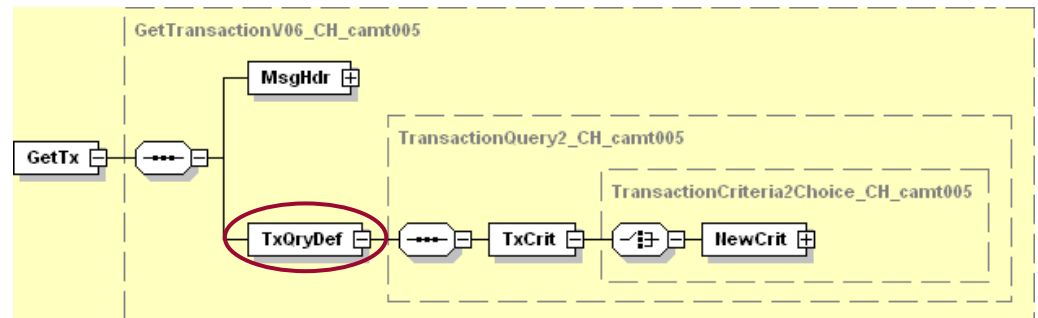 GetTransactionV06_CH_camt005
MsgHdr
TransactionQuery2_CH_camt005
GetTx
TransactionCriteria2Choice_CH_camt005
TxQryDef
TxCrit
NewCrit